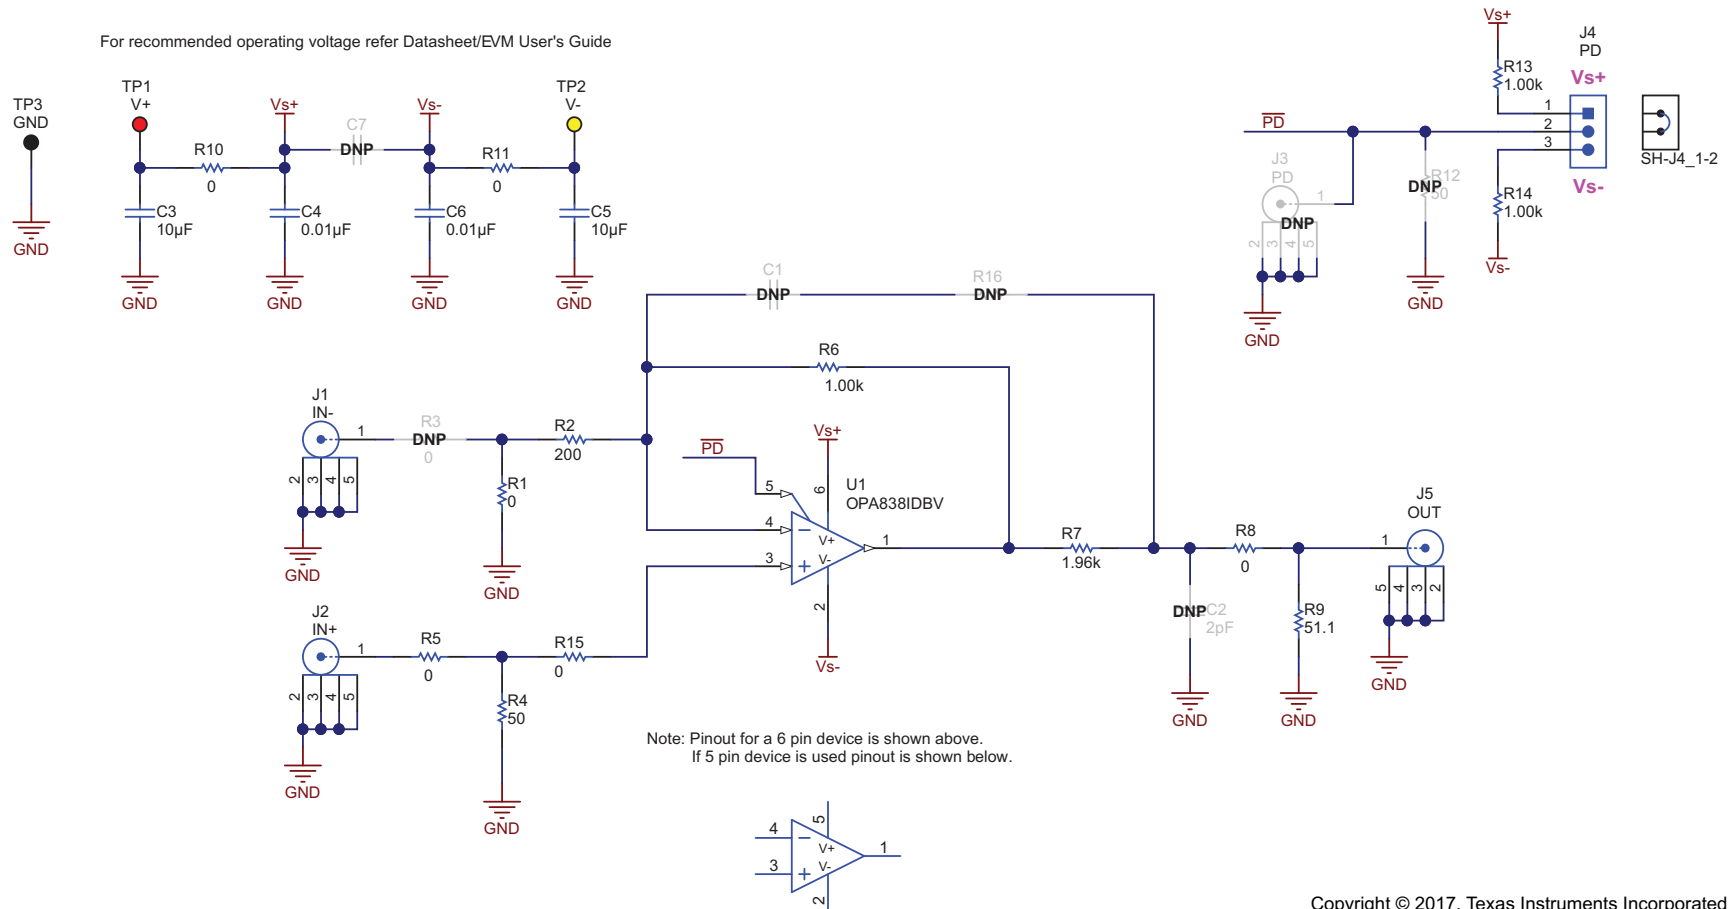 For recommended operating voltage refer Datasheet/EVM User's Guide
TP3
GND
GND
TP1
V+
R10
0
C3
10µF
GND
Vs+
C7
DNP
C4
0.01µF
GND
Vs-
R11
0
C6
0.01µF
GND
TP2
V-
C5
10µF
GND
Vs+
R13
1.00k
J4
PD
Vs+
1
2
3
Vs-
SH-J4_1-2
PD
J3
PD
1
DNP
2
3
4
5
GND
R12
DNP
50
GND
R14
1.00k
Vs-
C1
DNP
R16
DNP
R6
1.00k
J1
IN-
1
2
3
4
5
GND
R3
DNP
0
R2
200
R1
0
GND
PD
Vs+
5
6
4
3
1
2
V+
V-
U1
OPA838IDBV
Vs-
R7
1.96k
R8
0
DNP
C2
2pF
GND
R9
51.1
GND
J5
OUT
1
5
4
3
2
GND
J2
IN+
1
2
3
4
5
GND
R5
0
R15
0
R4
50
GND
Note: Pinout for a 6 pin device is shown above.
If 5 pin device is used pinout is shown below.
4
3
5
V+
V-
1
2
Copyright © 2017, Texas Instruments Incorporated